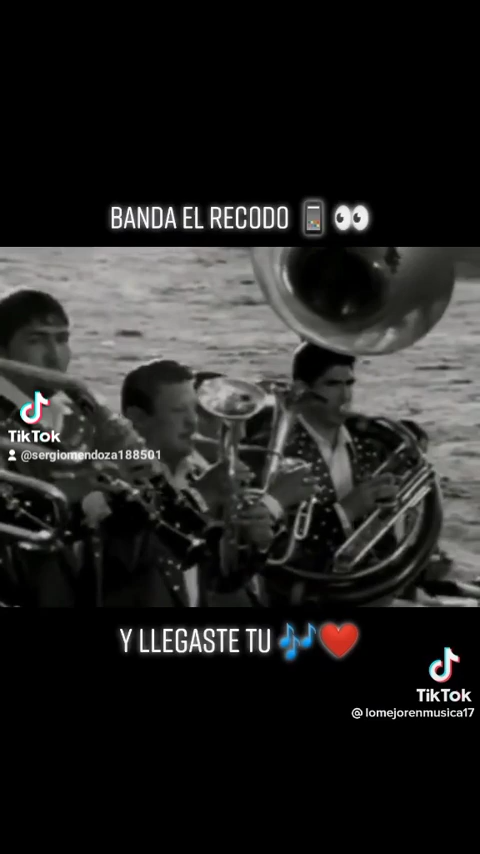 BANDA EL RECODO 📱 👀
TikTok
@sergiomendoza188501
Y LLEGASTE TU 🎶❤️
TikTok
@lomejorenmusica17